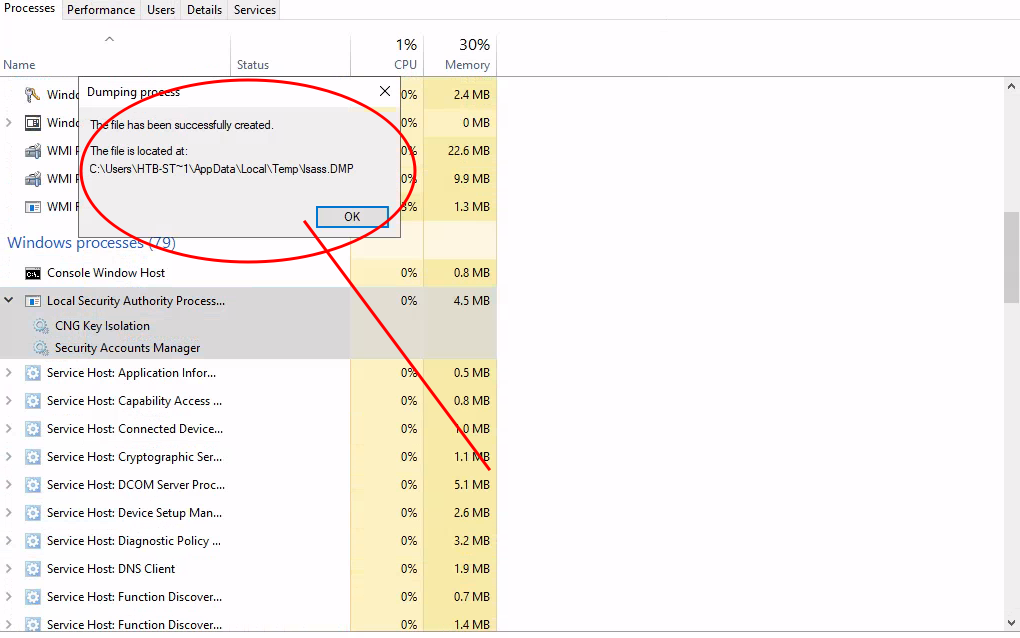 Processes Performance Users Details Services
1% 30%
Name Status CPU Memory
Dumping process
The file has been successfully created.
The file is located at:
C:\Users\HTB-ST~1\AppData\Local\Temp\lsass.DMP
OK
Windo 0% 2.4 MB
Windo 0% 0 MB
WMI P 0% 22.6 MB
WMI P 0% 9.9 MB
WMI P 1.3 MB
Windows processes (79)
Console Window Host 0% 0.8 MB
Local Security Authority Process... 0% 4.5 MB
CNG Key Isolation
Security Accounts Manager
Service Host: Application Infor... 0% 0.5 MB
Service Host: Capability Access ... 0% 0.8 MB
Service Host: Connected Device... 0% 1.0 MB
Service Host: Cryptographic Ser... 0% 1.1 MB
Service Host: DCOM Server Proc... 0% 5.1 MB
Service Host: Device Setup Man... 0% 2.6 MB
Service Host: Diagnostic Policy ... 0% 3.2 MB
Service Host: DNS Client 0% 1.9 MB
Service Host: Function Discover... 0% 0.7 MB
Service Host: Function Discover... 0% 1.4 MB